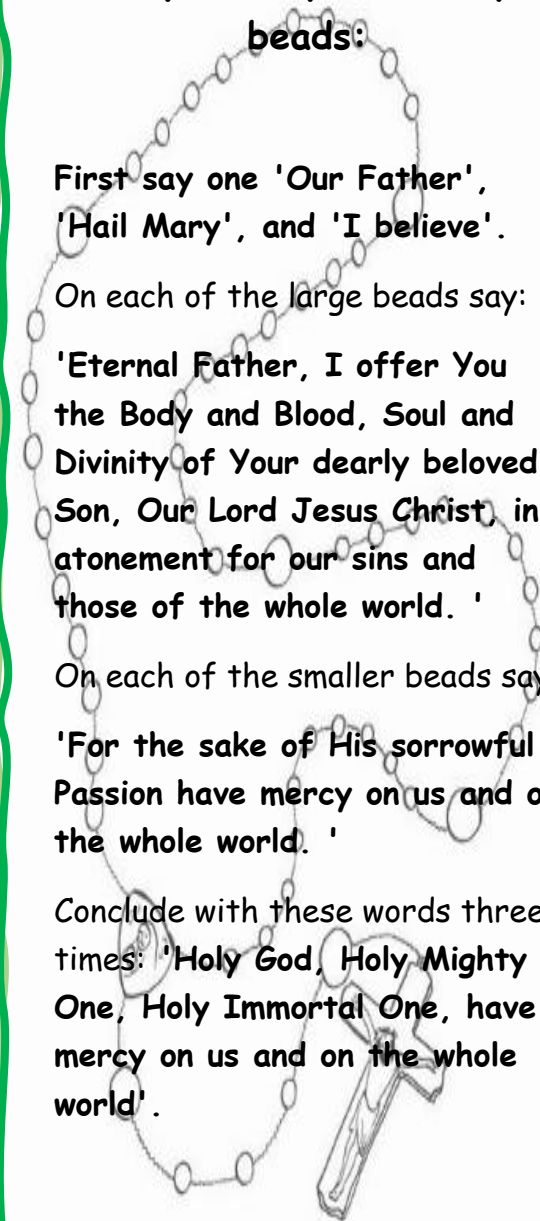 beads:
First say one 'Our Father',
'Hail Mary', and 'I believe'.
On each of the large beads say:
'Eternal Father, I offer You
the Body and Blood, Soul and
Divinity of Your dearly beloved
Son, Our Lord Jesus Christ, in
atonement for our sins and
those of the whole world. '
On each of the smaller beads say
'For the sake of His sorrowful
Passion have mercy on us and
the whole world. '
Conclude with these words three
times: 'Holy God, Holy Mighty
One, Holy Immortal One, have
mercy on us and on the whole
world'.